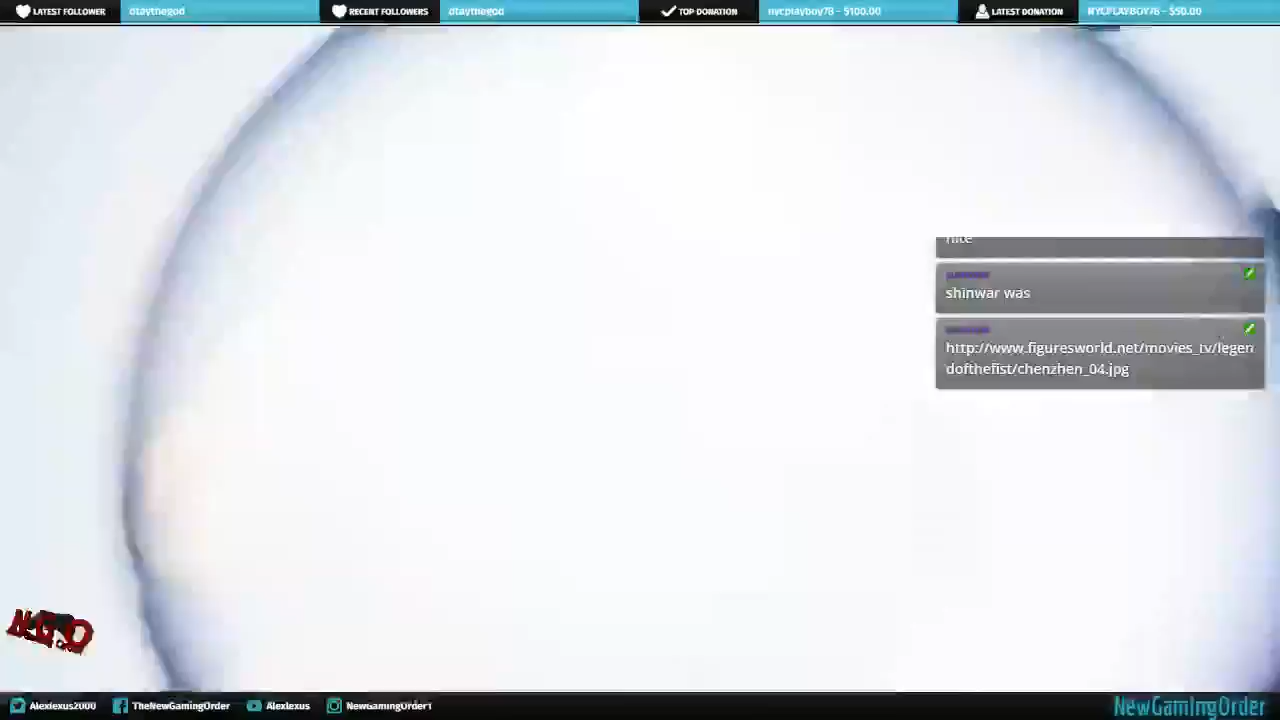 LATEST FOLLOWER otaythegod RECENT FOLLOWERS otaythegod TOP DONATION nycplayboy78 - $100.00 LATEST DONATION NYCPLAYBOY78 - $50.00
shinwar was
http://www.figuresworld.net/movies_tv/legen
dofthefist/chenzhen_04.jpg
NGO
Alexlexus2000 TheNewGamingOrder Alexlexus NewGamingOrder1 NewGamingOrder